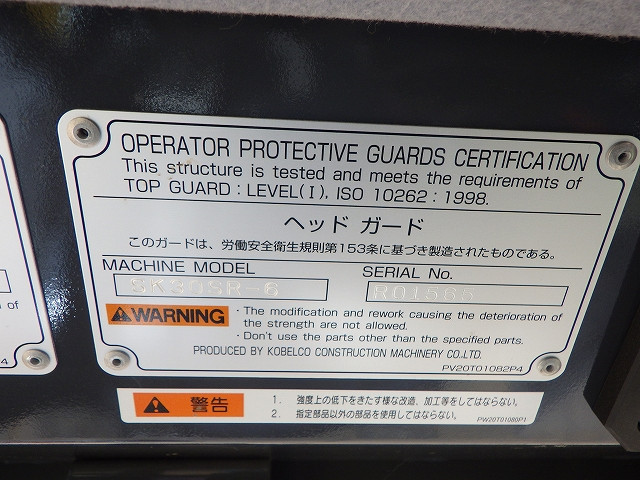 OPERATOR PROTECTIVE GUARDS CERTIFICATION
This structure is tested and meets the requirements of
TOP GUARD : LEVEL(I), ISO 10262 : 1998.
ヘッド ガード
このガードは、労働安全衛生規則第153条に基づき製造されたものである。
MACHINE MODEL SERIAL No.
SK30SR-6 R01565
WARNING
・The modification and rework causing the deterioration of
the strength are not allowed.
・Don't use the parts other than the specified parts.
PRODUCED BY KOBELCO CONSTRUCTION MACHINERY CO.,LTD.
PV20T01082P4
警告
1. 強度上の低下をきたす様な改造、加工等をしてはならない。
2. 指定部品以外の部品を使用してはならない。
PW20T01080P1